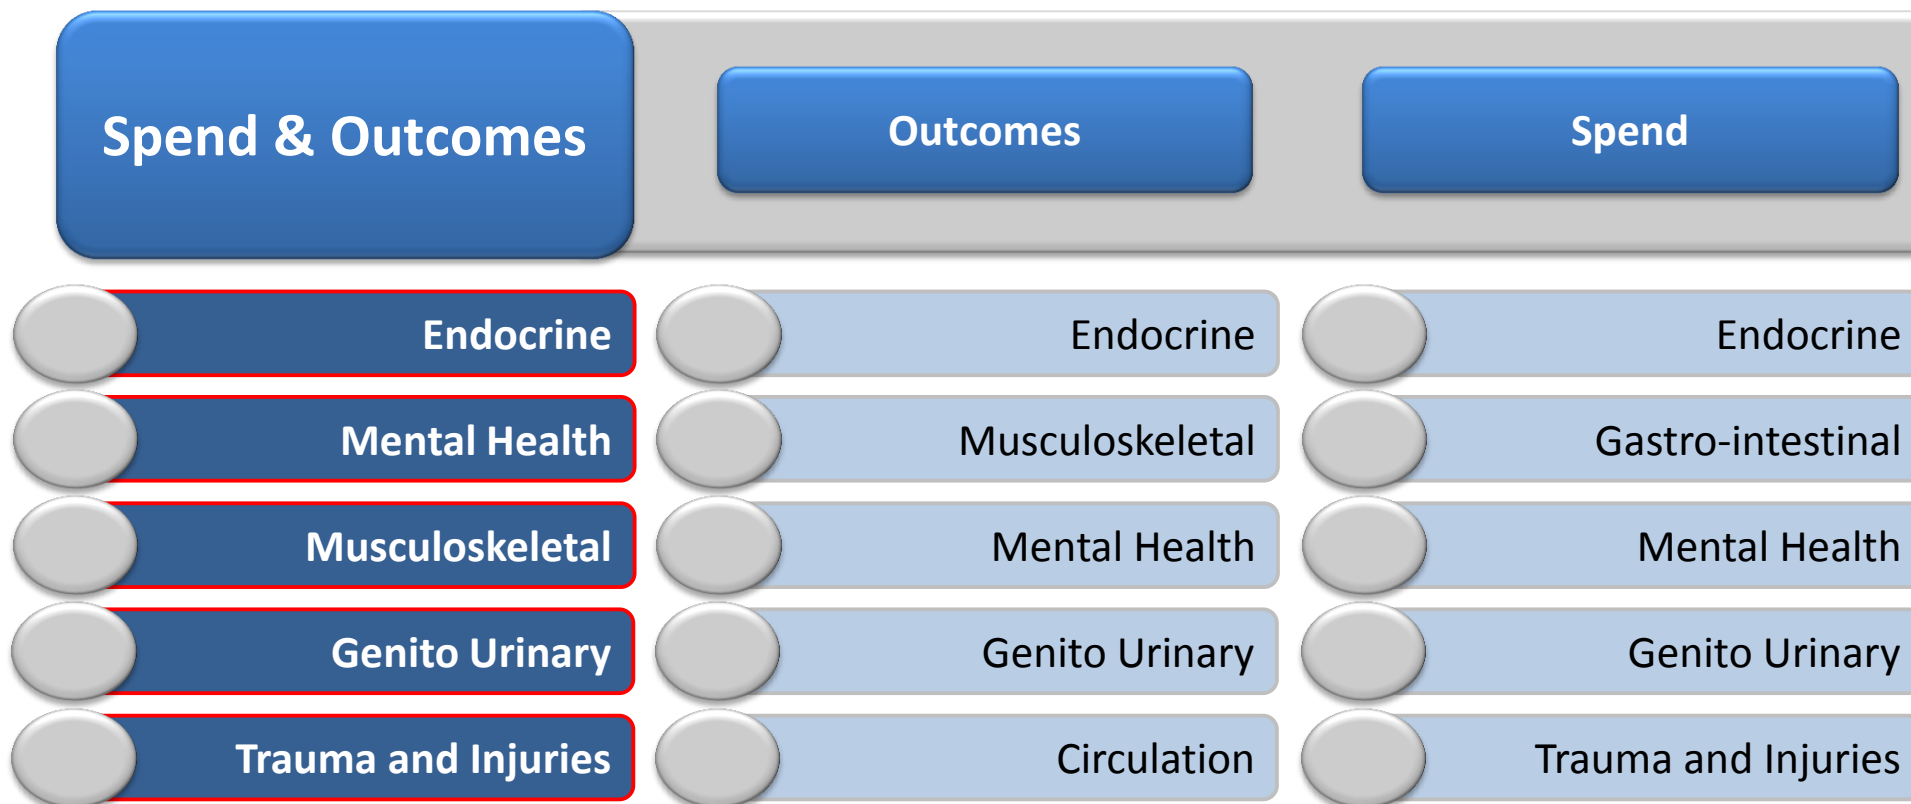 Spend & Outcomes
Outcomes
Spend
Endocrine
Endocrine
Endocrine
Mental Health
Musculoskeletal
Gastro-intestinal
Musculoskeletal
Mental Health
Mental Health
Genito Urinary
Genito Urinary
Genito Urinary
Trauma and Injuries
Circulation
Trauma and Injuries